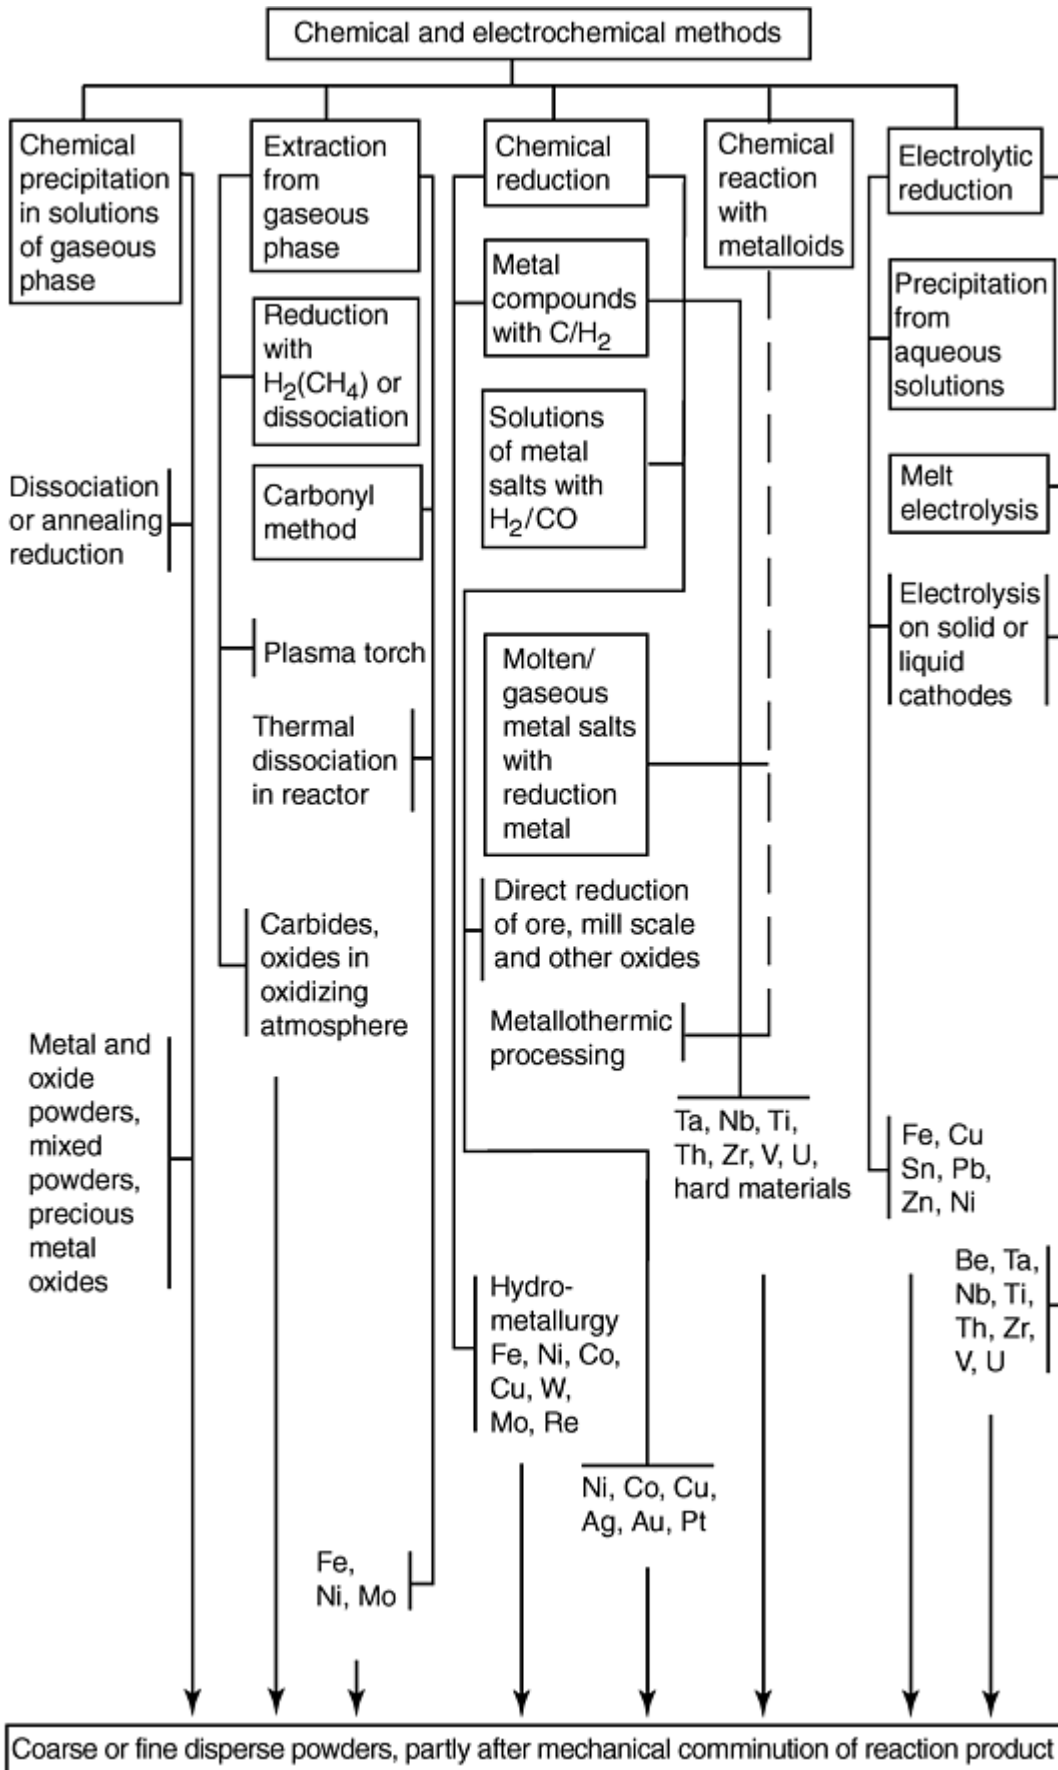 Chemical and electrochemical methods
Chemical
precipitation
in solutions
of gaseous
phase
Extraction
from
gaseous
phase
Chemical
reduction
Chemical
reaction
with
metalloids
Electrolytic
reduction
Reduction
with
H₂(CH₄) or
dissociation
Metal
compounds
with C/H₂
Precipitation
from
aqueous
solutions
Dissociation
or annealing
reduction
Carbonyl
method
Solutions
of metal
salts with
H₂/CO
Melt
electrolysis
Plasma torch
Electrolysis
on solid or
liquid
cathodes
Thermal
dissociation
in reactor
Molten/
gaseous
metal salts
with
reduction
metal
Carbides,
oxides in
oxidizing
atmosphere
Direct reduction
of ore, mill scale
and other oxides
Metallothermic
processing
Metal and
oxide
powders,
mixed
powders,
precious
metal
oxides
Ta, Nb, Ti,
Th, Zr, V, U,
hard materials
Fe, Cu
Sn, Pb,
Zn, Ni
Be, Ta,
Nb, Ti,
Th, Zr,
V, U
Hydro-
metallurgy
Fe, Ni, Co,
Cu, W,
Mo, Re
Ni, Co, Cu,
Ag, Au, Pt
Fe,
Ni, Mo
Coarse or fine disperse powders, partly after mechanical comminution of reaction product